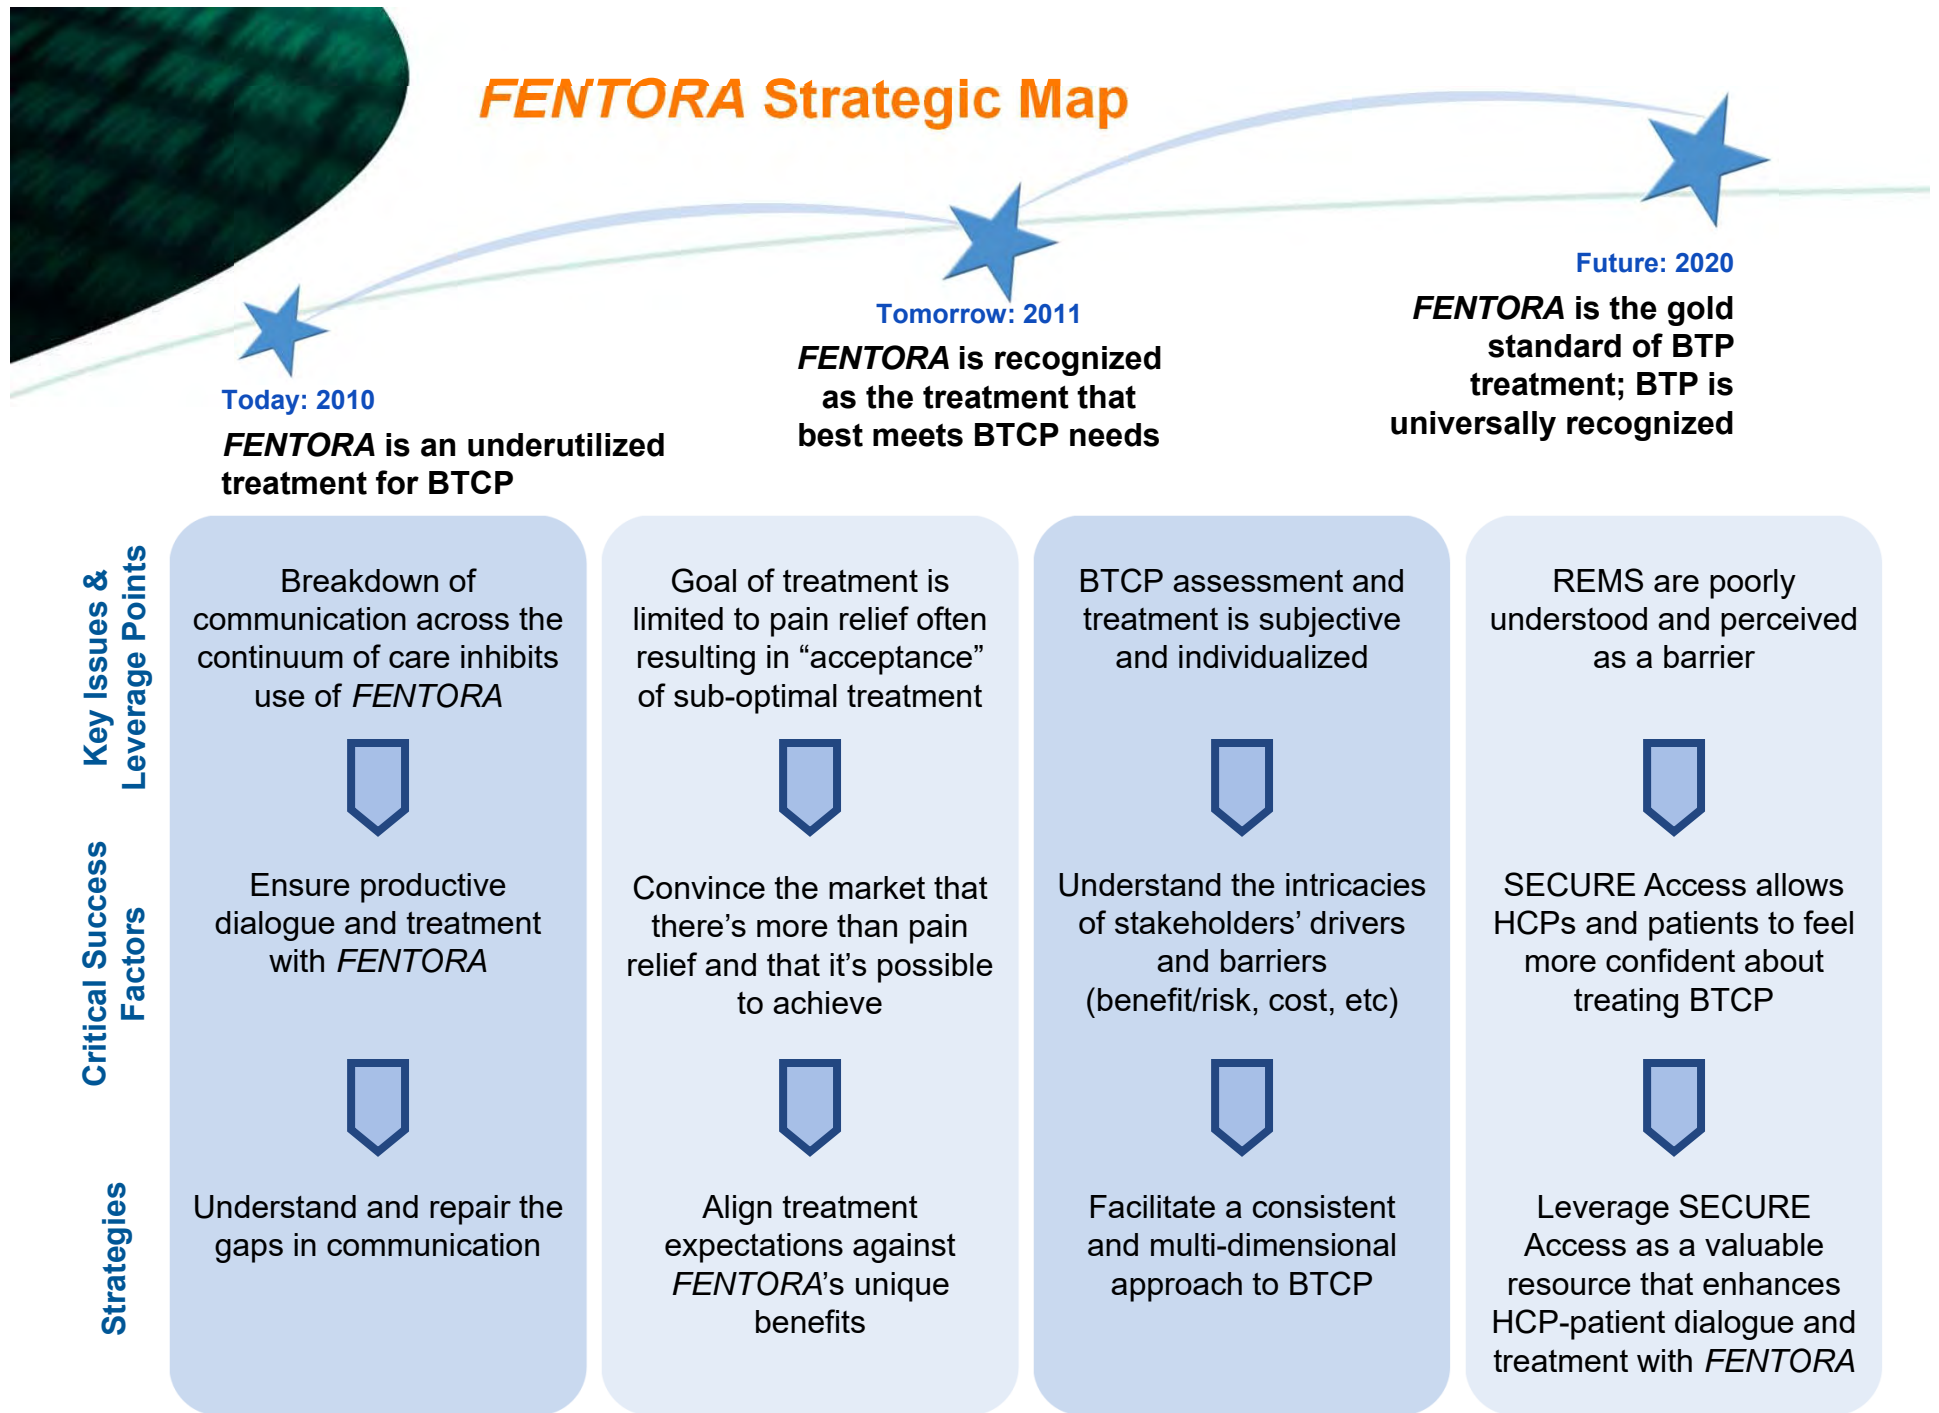 FENTORA Strategic Map
Today: 2010
FENTORA is an underutilized
treatment for BTCP
Tomorrow: 2011
FENTORA is recognized
as the treatment that
best meets BTCP needs
Future: 2020
FENTORA is the gold
standard of BTP
treatment; BTP is
universally recognized
Key Issues &
Leverage Points
Breakdown of
communication across the
continuum of care inhibits
use of FENTORA
Goal of treatment is
limited to pain relief often
resulting in “acceptance”
of sub-optimal treatment
BTCP assessment and
treatment is subjective
and individualized
REMS are poorly
understood and perceived
as a barrier
Critical Success
Factors
Ensure productive
dialogue and treatment
with FENTORA
Convince the market that
there’s more than pain
relief and that it’s possible
to achieve
Understand the intricacies
of stakeholders’ drivers
and barriers
(benefit/risk, cost, etc)
SECURE Access allows
HCPs and patients to feel
more confident about
treating BTCP
Strategies
Understand and repair the
gaps in communication
Align treatment
expectations against
FENTORA’s unique
benefits
Facilitate a consistent
and multi-dimensional
approach to BTCP
Leverage SECURE
Access as a valuable
resource that enhances
HCP-patient dialogue and
treatment with FENTORA